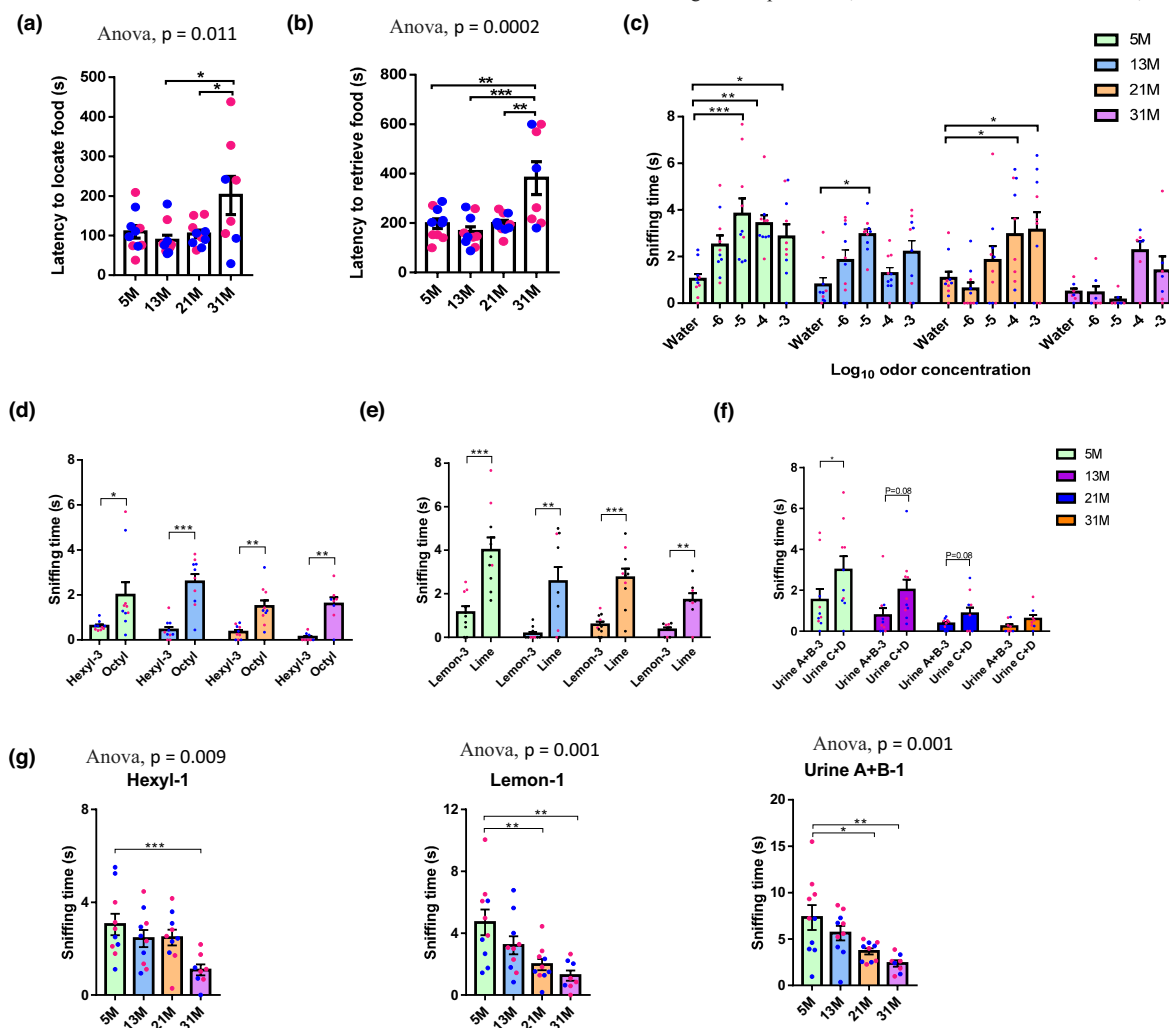 (a)
Anova, p = 0.011
Latency to locate food (s)
500
400
300
200
100
0
*
*
5M
13M
21M
31M
(b)
Anova, p = 0.0002
Latency to retrieve food (s)
800
600
400
200
0
**
***
**
5M
13M
21M
31M
(c)
Sniffing time (s)
8
6
4
2
0
*
**
***
*
*
*
Water
-6
-5
-4
-3
Water
-6
-5
-4
-3
Water
-6
-5
-4
-3
Water
-6
-5
-4
-3
Log10 odor concentration
5M
13M
21M
31M
(d)
Sniffing time (s)
8
6
4
2
0
*
***
**
**
Hexyl-3
Octyl
Hexyl-3
Octyl
Hexyl-3
Octyl
Hexyl-3
Octyl
(e)
Sniffing time (s)
8
6
4
2
0
***
**
***
**
Lemon-3
Lime
Lemon-3
Lime
Lemon-3
Lime
Lemon-3
Lime
(f)
Sniffing time (s)
8
6
4
2
0
*
P=0.08
P=0.08
Urine A+B-3
Urine C+D
Urine A+B-3
Urine C+D
Urine A+B-3
Urine C+D
Urine A+B-3
Urine C+D
5M
13M
21M
31M
(g)
Anova, p = 0.009
Hexyl-1
Sniffing time (s)
8
4
0
***
5M
13M
21M
31M
Anova, p = 0.001
Lemon-1
Sniffing time (s)
12
8
4
0
**
**
5M
13M
21M
31M
Anova, p = 0.001
Urine A+B-1
Sniffing time (s)
20
15
10
5
0
**
*
5M
13M
21M
31M